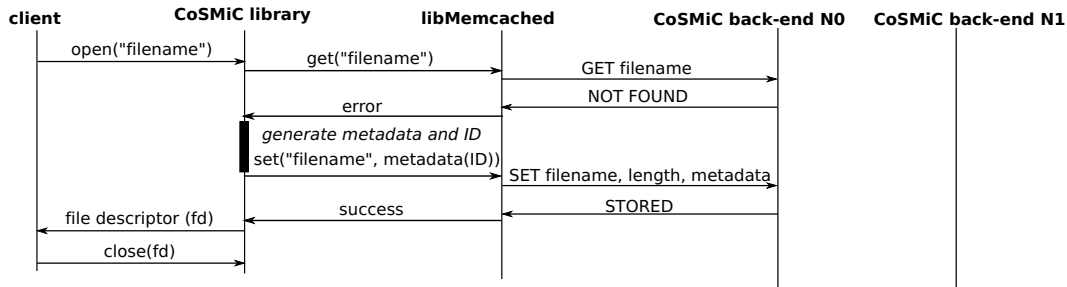 client
CoSMiC library
libMemcached
CoSMiC back-end N0
CoSMiC back-end N1
open("filename")
get("filename")
GET filename
NOT FOUND
error
generate metadata and ID
set("filename", metadata(ID))
SET filename, length, metadata
STORED
success
file descriptor (fd)
close(fd)